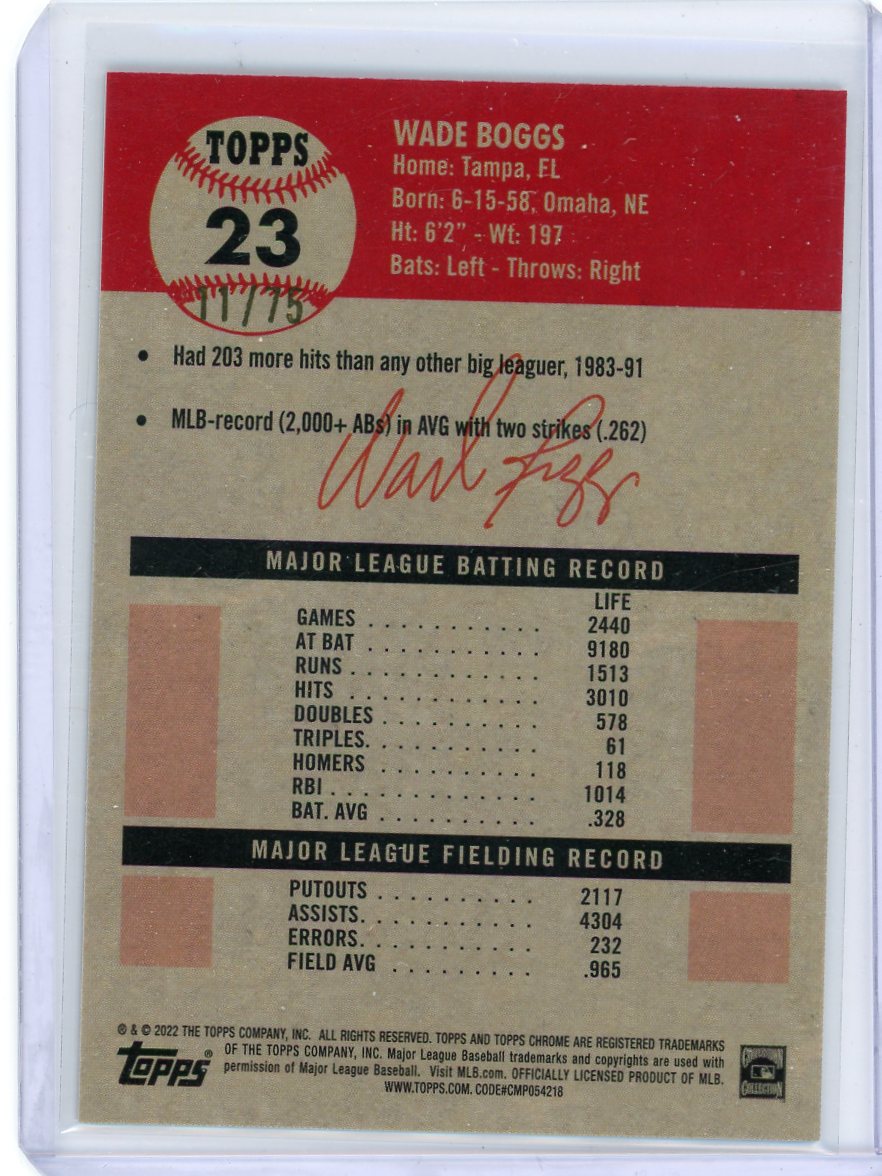 TOPPS
23
11/75
WADE BOGGS
Home: Tampa, FL
Born: 6-15-58, Omaha, NE
Ht: 6'2" - Wt: 197
Bats: Left - Throws: Right
• Had 203 more hits than any other big leaguer, 1983-91
• MLB-record (2,000+ ABs) in AVG with two strikes (.262)
Wade Boggs
MAJOR LEAGUE BATTING RECORD
LIFE
GAMES . . . . . . . . . . . 2440
AT BAT . . . . . . . . . . . 9180
RUNS . . . . . . . . . . . . 1513
HITS . . . . . . . . . . . . 3010
DOUBLES . . . . . . . . . . 578
TRIPLES. . . . . . . . . . . 61
HOMERS . . . . . . . . . . 118
RBI . . . . . . . . . . . . . 1014
BAT. AVG . . . . . . . . . . .328
MAJOR LEAGUE FIELDING RECORD
PUTOUTS . . . . . . . . . . 2117
ASSISTS. . . . . . . . . . . 4304
ERRORS. . . . . . . . . . . 232
FIELD AVG . . . . . . . . . .965
® & © 2022 THE TOPPS COMPANY, INC. ALL RIGHTS RESERVED. TOPPS AND TOPPS CHROME ARE REGISTERED TRADEMARKS
OF THE TOPPS COMPANY, INC. Major League Baseball trademarks and copyrights are used with
permission of Major League Baseball. Visit MLB.com. OFFICIALLY LICENSED PRODUCT OF MLB.
WWW.TOPPS.COM. CODE#CMP054218
topps®
COOPERSTOWN
COLLECTION